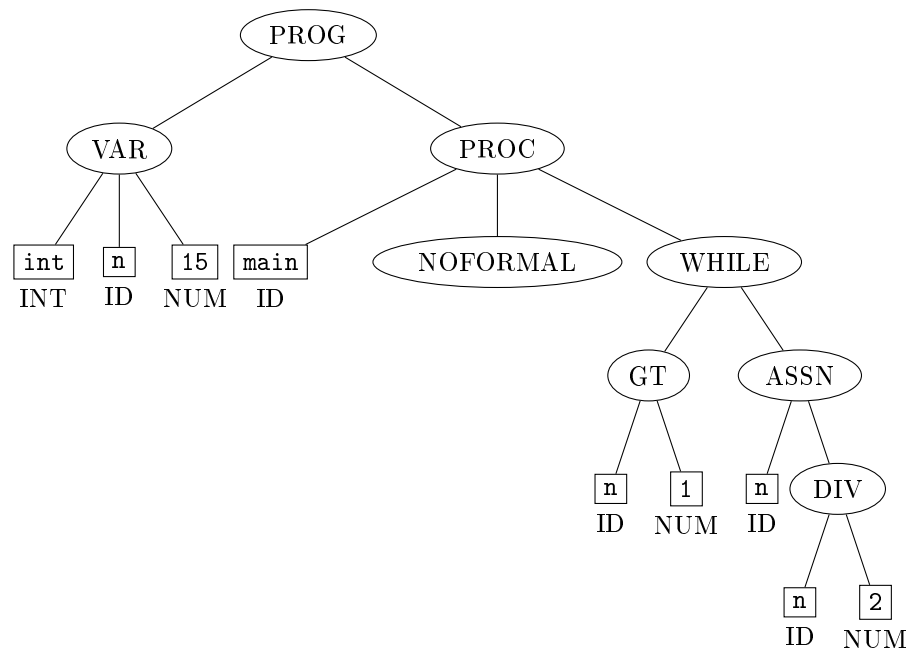 PROG
VAR PROC
int n 15 main NOFORMAL WHILE
INT ID NUM ID
GT ASSN
n 1 n DIV
ID NUM ID
n 2
ID NUM